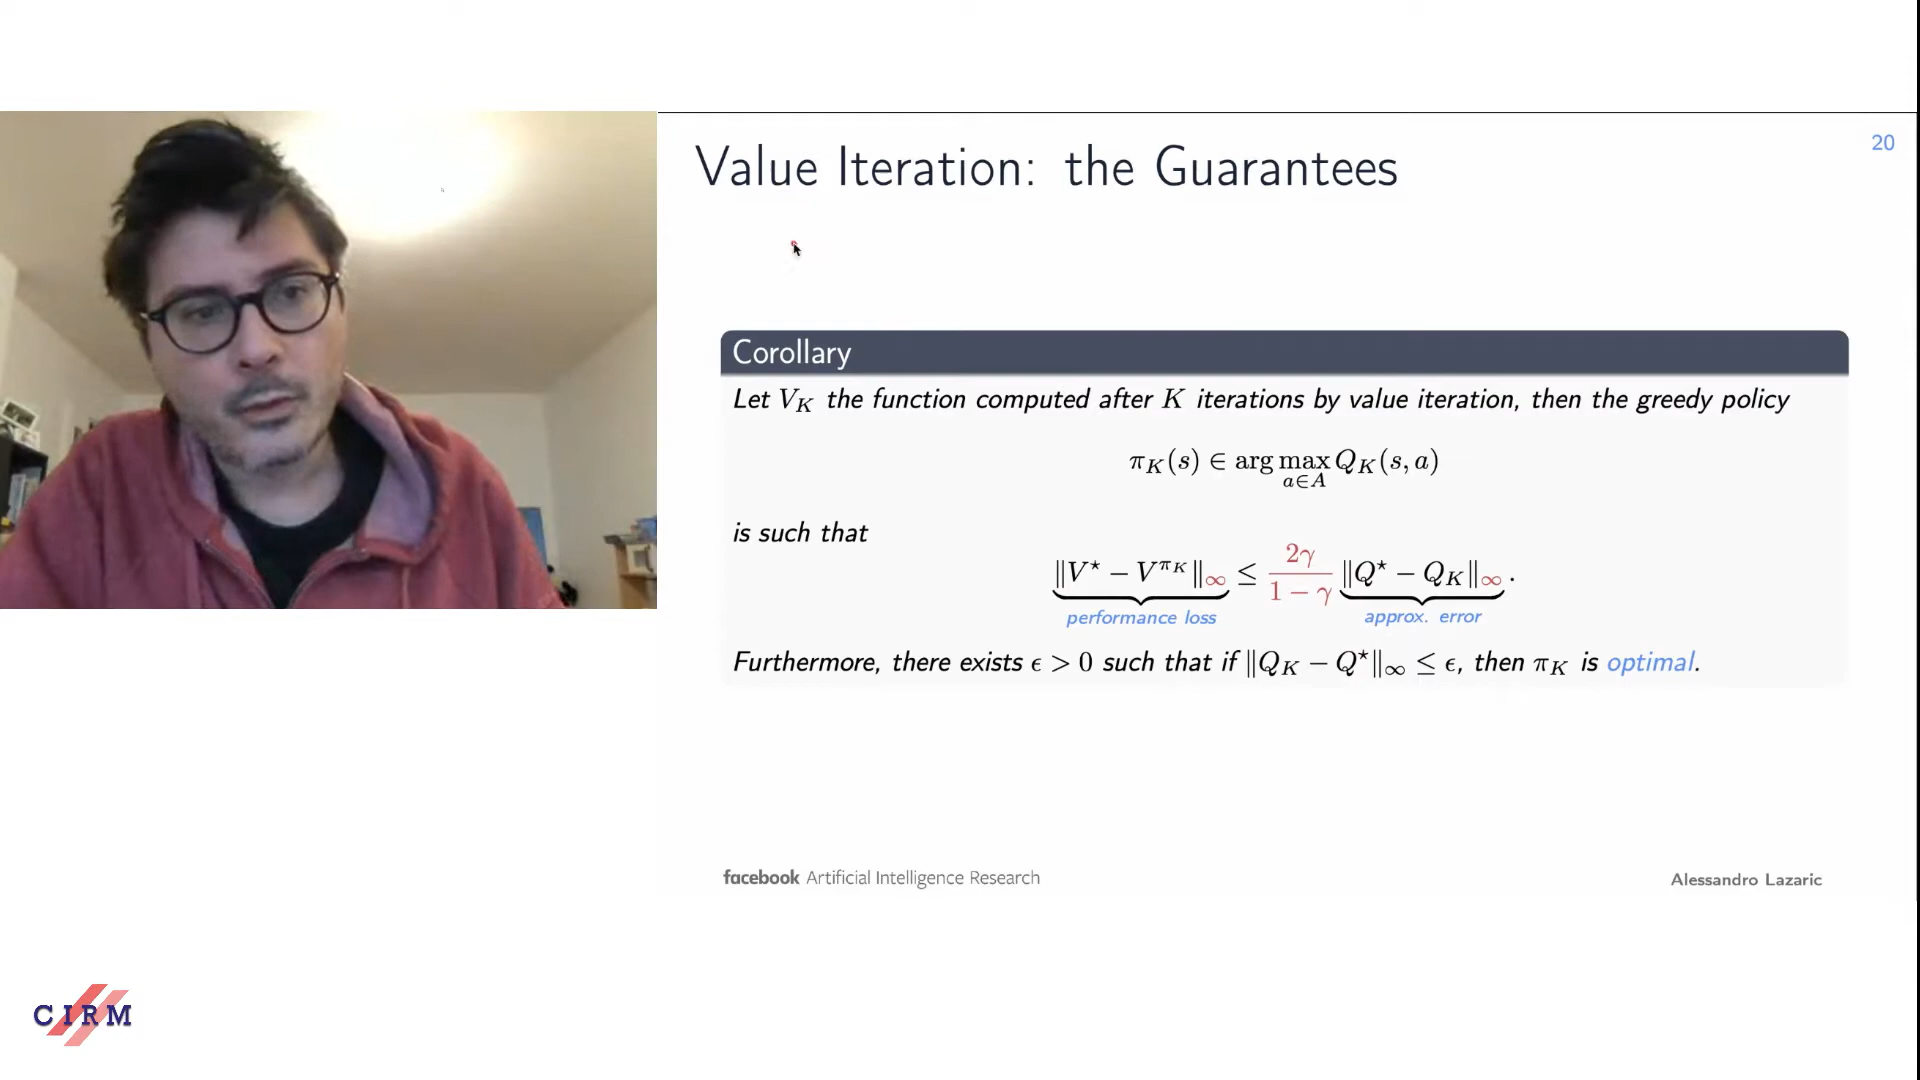 Value Iteration: the Guarantees
20
Corollary
Let V_K the function computed after K iterations by value iteration, then the greedy policy
π_K(s) ∈ arg max_{a∈A} Q_K(s, a)
is such that
‖V⋆ − V^{π_K}‖_∞ ≤ 2γ/(1 − γ) ‖Q⋆ − Q_K‖_∞ .
performance loss approx. error
Furthermore, there exists ϵ > 0 such that if ‖Q_K − Q⋆‖_∞ ≤ ϵ, then π_K is optimal.
facebook Artificial Intelligence Research
Alessandro Lazaric
CIRM